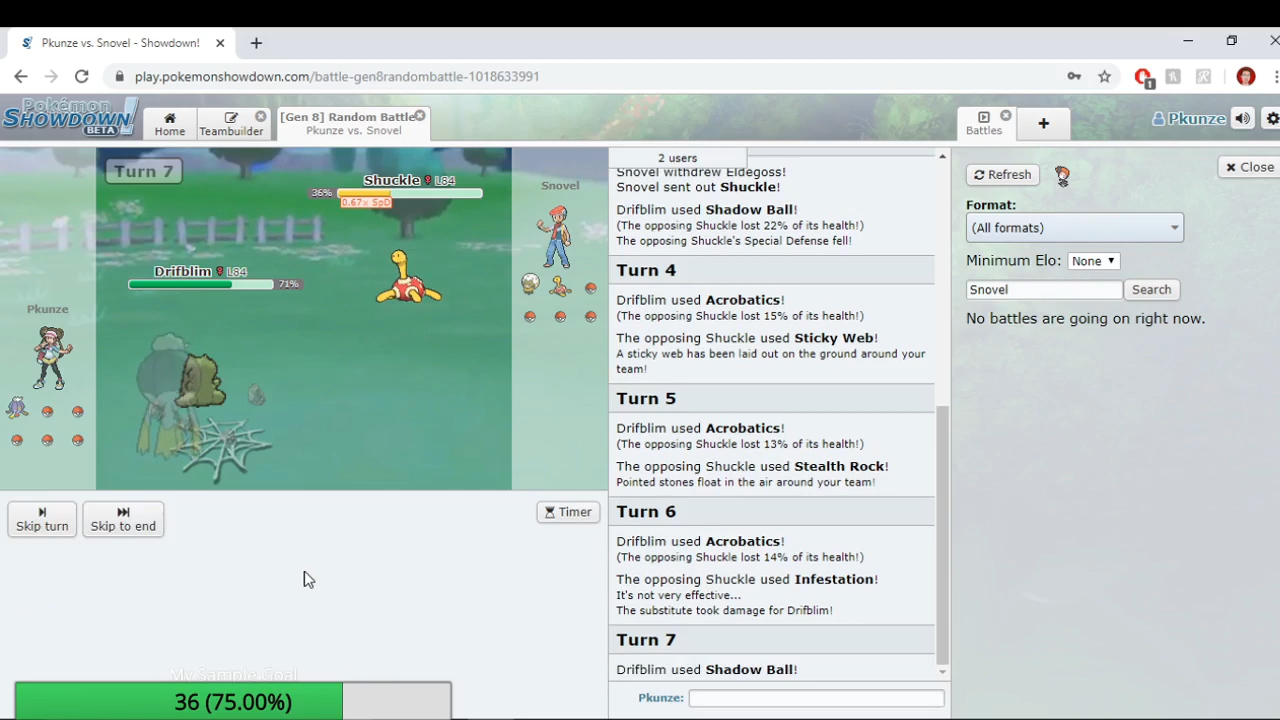 Pkunze vs. Snovel - Showdown!
play.pokemonshowdown.com/battle-gen8randombattle-1018633991
1
Pokémon
SHOWDOWN!
BETA
Home
Teambuilder
[Gen 8] Random Battle
Pkunze vs. Snovel
Battles
Pkunze
Turn 7
Shuckle L84
36%
0.67x SpD
Drifblim L84
71%
Pkunze
Snovel
2 users
Snovel withdrew Eldegoss!
Snovel sent out Shuckle!
Drifblim used Shadow Ball!
(The opposing Shuckle lost 22% of its health!)
The opposing Shuckle's Special Defense fell!
Turn 4
Drifblim used Acrobatics!
(The opposing Shuckle lost 15% of its health!)
The opposing Shuckle used Sticky Web!
A sticky web has been laid out on the ground around your
team!
Turn 5
Drifblim used Acrobatics!
(The opposing Shuckle lost 13% of its health!)
The opposing Shuckle used Stealth Rock!
Pointed stones float in the air around your team!
Turn 6
Drifblim used Acrobatics!
(The opposing Shuckle lost 14% of its health!)
The opposing Shuckle used Infestation!
It's not very effective...
The substitute took damage for Drifblim!
Turn 7
Drifblim used Shadow Ball!
Pkunze:
Refresh
Close
Format:
(All formats)
Minimum Elo: None
Snovel
Search
No battles are going on right now.
Skip turn
Skip to end
Timer
My Sample Goal
36 (75.00%)